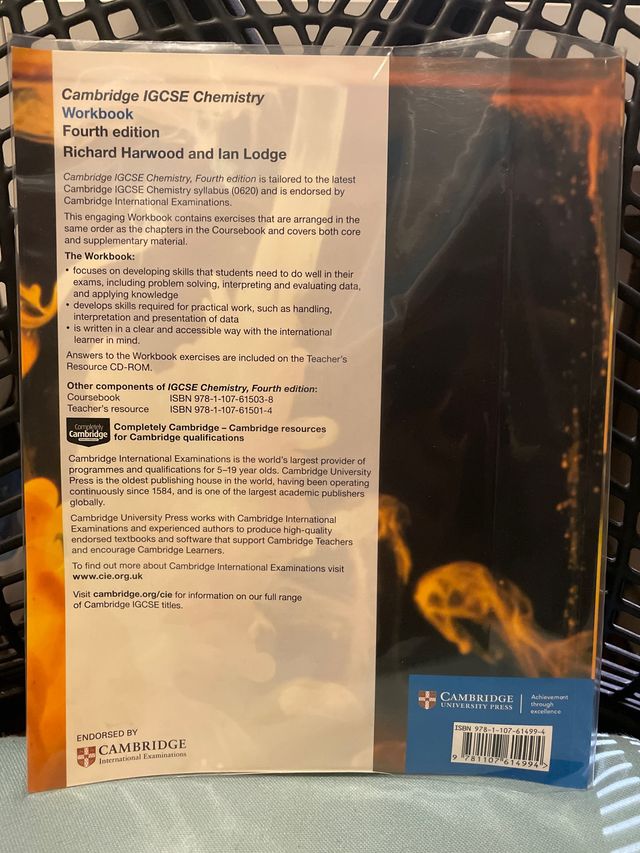 Cambridge IGCSE Chemistry
Workbook
Fourth edition
Richard Harwood and Ian Lodge
Cambridge IGCSE Chemistry, Fourth edition is tailored to the latest
Cambridge IGCSE Chemistry syllabus (0620) and is endorsed by
Cambridge International Examinations.
This engaging Workbook contains exercises that are arranged in the
same order as the chapters in the Coursebook and covers both core
and supplementary material.
The Workbook:
• focuses on developing skills that students need to do well in their
exams, including problem solving, interpreting and evaluating data,
and applying knowledge
• develops skills required for practical work, such as handling,
interpretation and presentation of data
• is written in a clear and accessible way with the international
learner in mind.
Answers to the Workbook exercises are included on the Teacher's
Resource CD-ROM.
Other components of IGCSE Chemistry, Fourth edition:
Coursebook ISBN 978-1-107-61503-8
Teacher's resource ISBN 978-1-107-61501-4
Completely
Cambridge
Completely Cambridge – Cambridge resources
for Cambridge qualifications
Cambridge International Examinations is the world's largest provider of
programmes and qualifications for 5–19 year olds. Cambridge University
Press is the oldest publishing house in the world, having been operating
continuously since 1584, and is one of the largest academic publishers
globally.
Cambridge University Press works with Cambridge International
Examinations and experienced authors to produce high-quality
endorsed textbooks and software that support Cambridge Teachers
and encourage Cambridge Learners.
To find out more about Cambridge International Examinations visit
www.cie.org.uk
Visit cambridge.org/cie for information on our full range
of Cambridge IGCSE titles.
ENDORSED BY
CAMBRIDGE
International Examinations
CAMBRIDGE
UNIVERSITY PRESS
Achievement
through
excellence
ISBN 978-1-107-61499-4
9 781107 614994 >